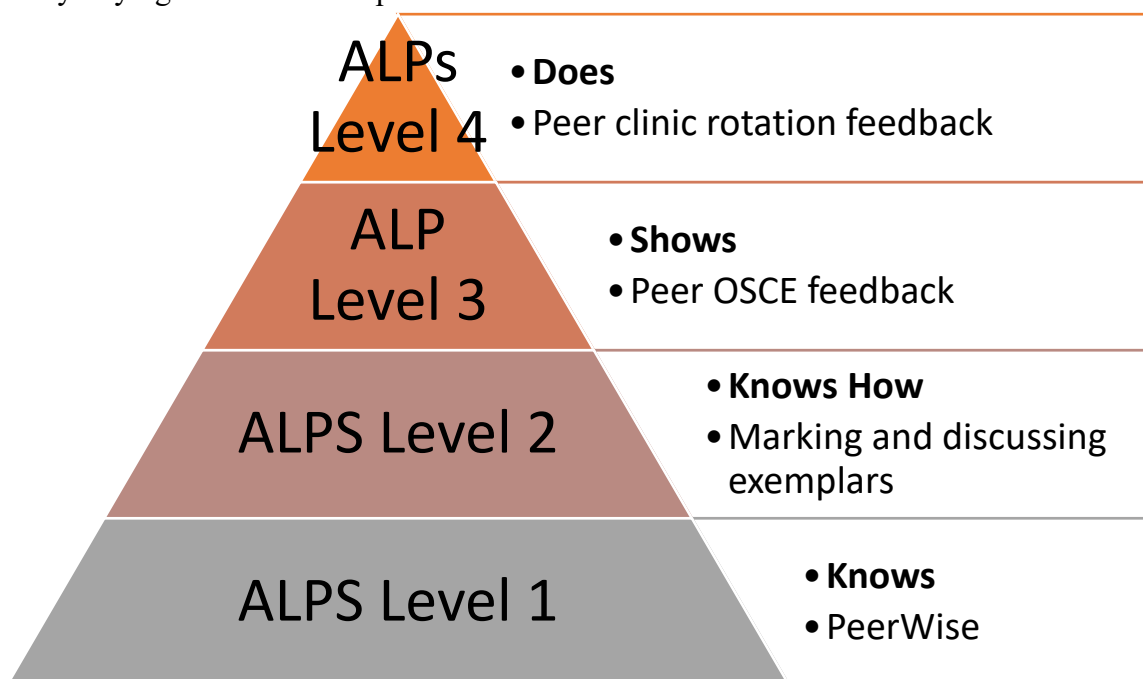 ALPs
Level 4
• Does
• Peer clinic rotation feedback
ALP
Level 3
• Shows
• Peer OSCE feedback
ALPS Level 2
• Knows How
• Marking and discussing
exemplars
ALPS Level 1
• Knows
• PeerWise